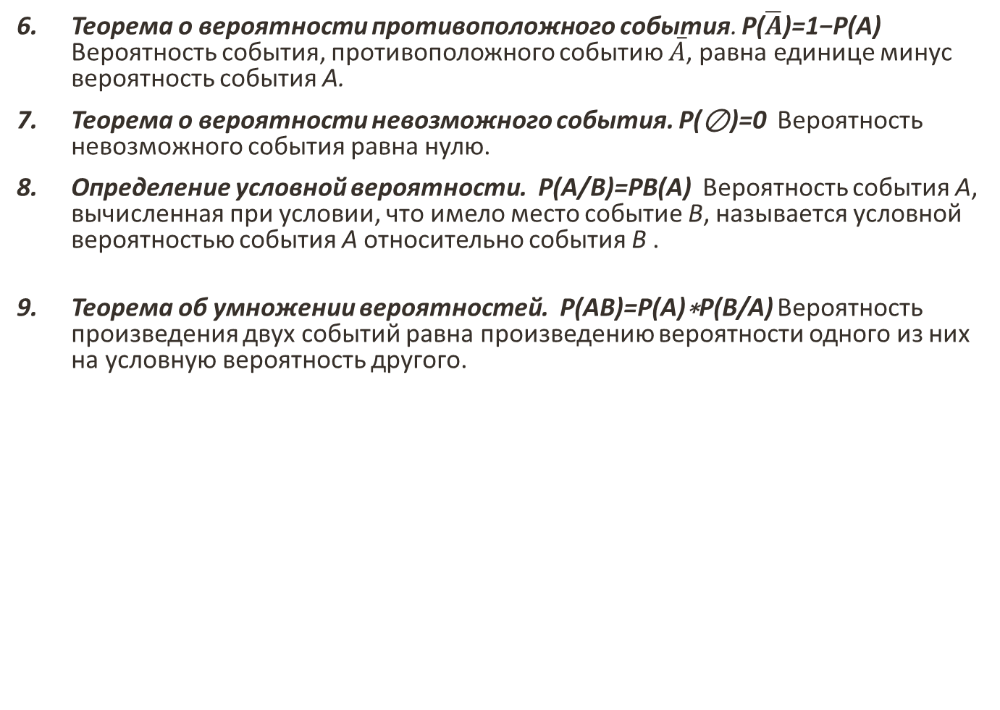 6. Теорема о вероятности противоположного события. P(A̅)=1−P(A)
Вероятность события, противоположного событию A̅, равна единице минус
вероятность события A.
7. Теорема о вероятности невозможного события. P(∅)=0 Вероятность
невозможного события равна нулю.
8. Определение условной вероятности. P(A/B)=PB(A) Вероятность события A,
вычисленная при условии, что имело место событие B, называется условной
вероятностью события A относительно события B .
9. Теорема об умножении вероятностей. P(AB)=P(A)∗P(B/A) Вероятность
произведения двух событий равна произведению вероятности одного из них
на условную вероятность другого.